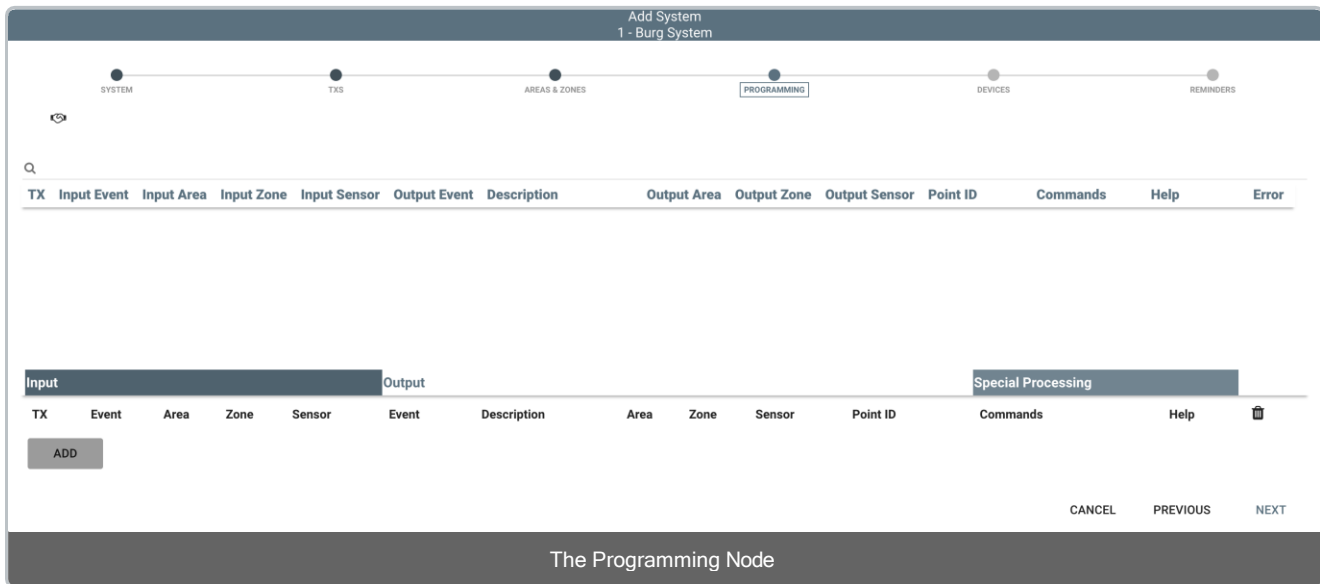 Add System
1 - Burg System
SYSTEM TXS AREAS & ZONES PROGRAMMING DEVICES REMINDERS
TX Input Event Input Area Input Zone Input Sensor Output Event Description Output Area Output Zone Output Sensor Point ID Commands Help Error
Input Output Special Processing
TX Event Area Zone Sensor Event Description Area Zone Sensor Point ID Commands Help
ADD
CANCEL PREVIOUS NEXT
The Programming Node